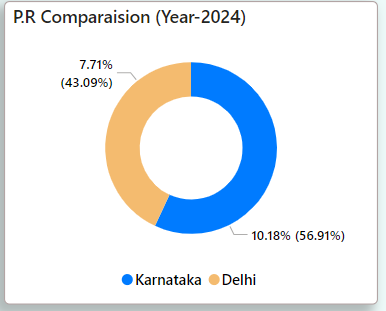 P.R Comparaision (Year-2024)
7.71%
(43.09%)
10.18% (56.91%)
Karnataka Delhi